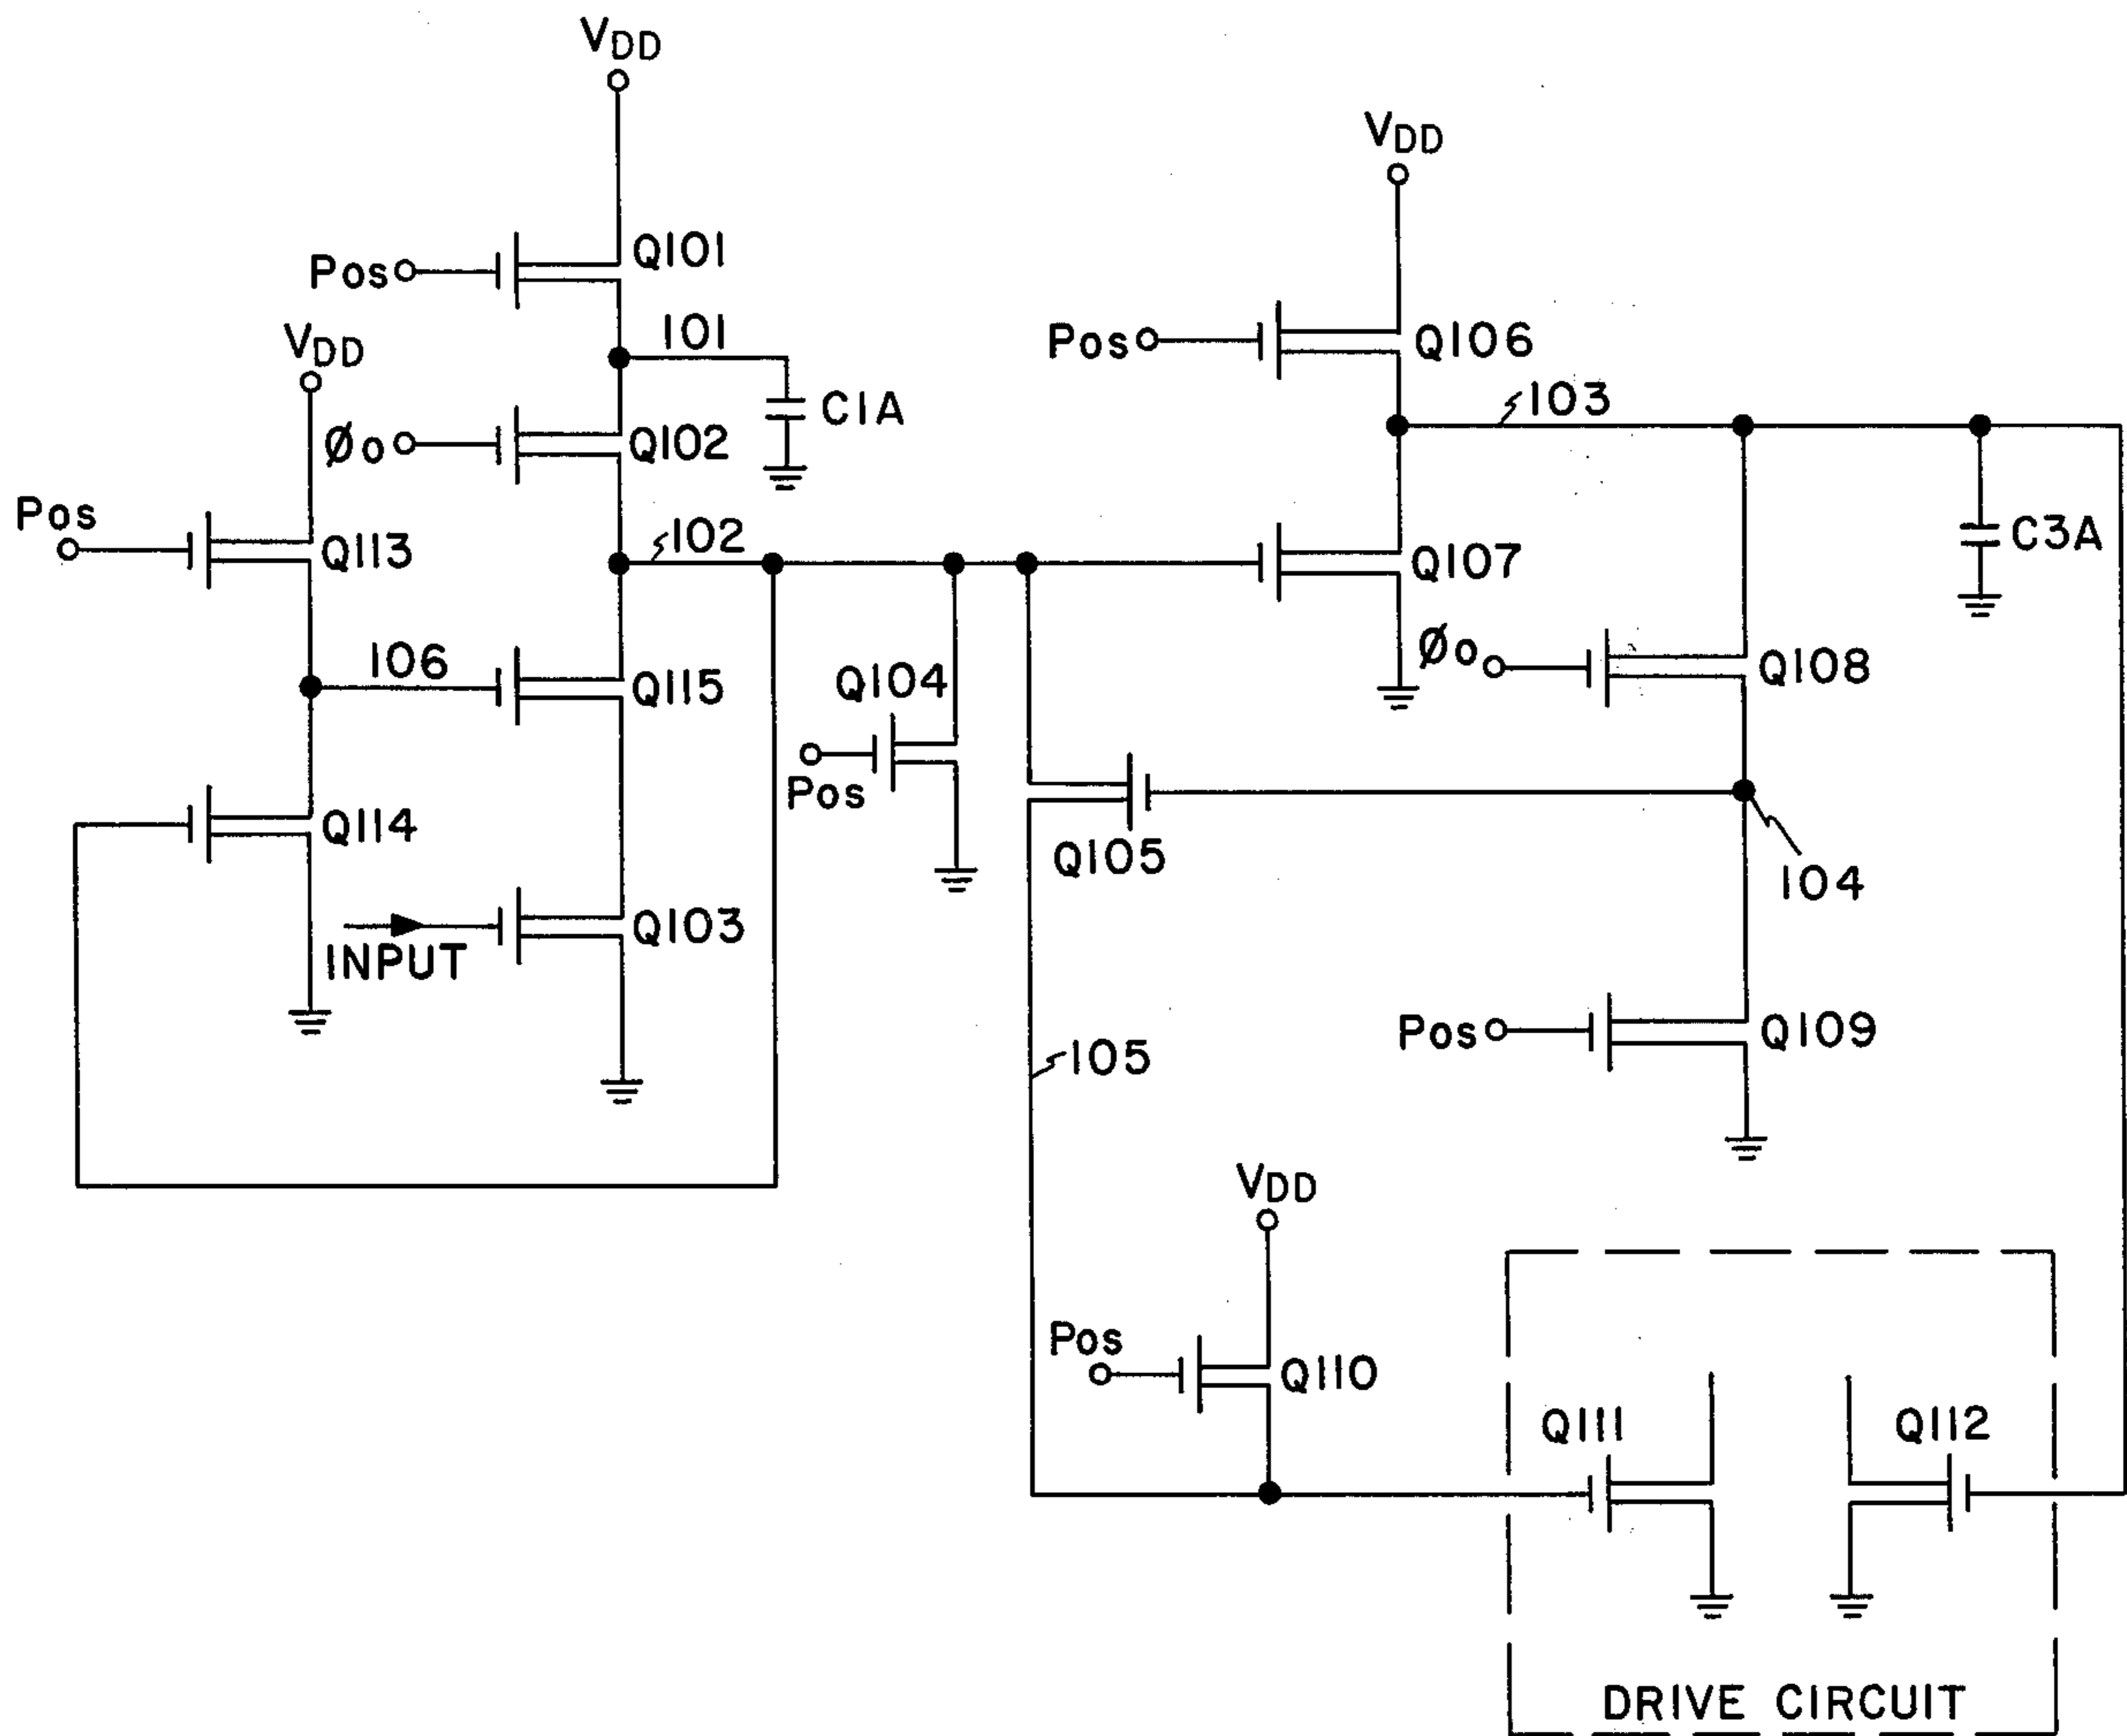 VDD
VDD
Pos
Q101
101
VDD
Pos
Q106
103
C1A
Øo
Q102
Pos
Q113
102
Q107
C3A
106
Q115
Q104
Øo
Q108
Pos
Q114
Q105
104
INPUT
Q103
Pos
Q109
105
VDD
Pos
Q110
Q111
Q112
DRIVE CIRCUIT